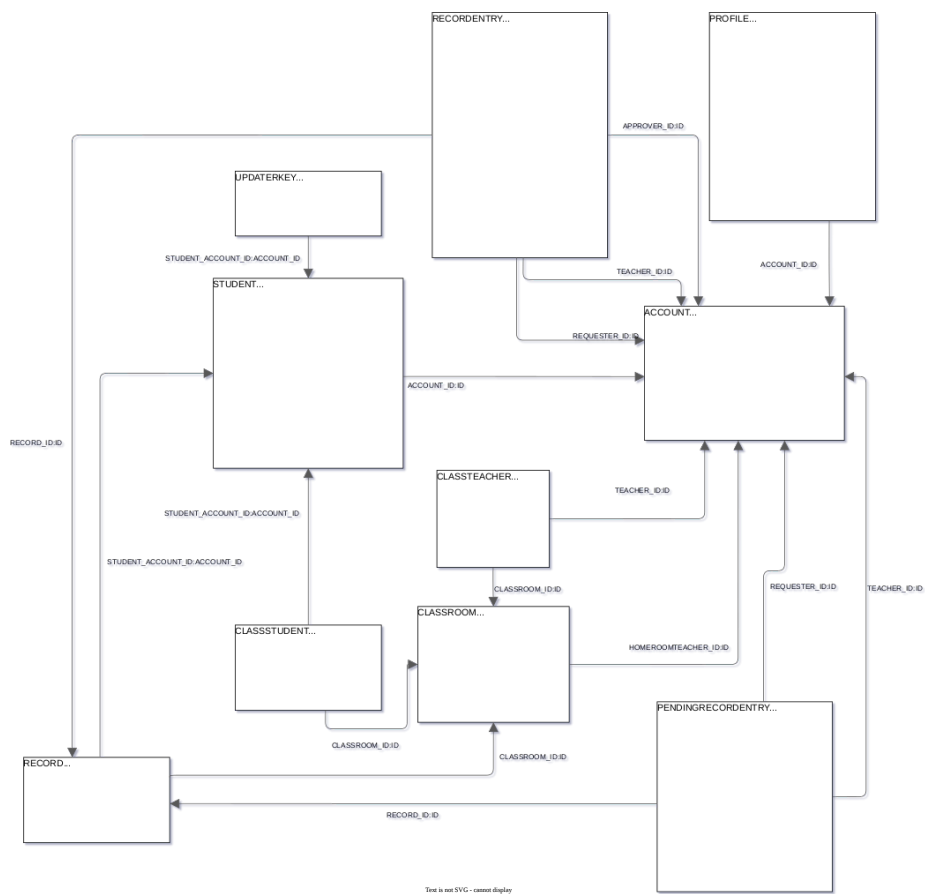 RECORDENTRY...
PROFILE...
APPROVER_ID:ID
UPDATERKEY...
STUDENT_ACCOUNT_ID:ACCOUNT_ID
ACCOUNT_ID:ID
TEACHER_ID:ID
STUDENT...
ACCOUNT...
REQUESTER_ID:ID
ACCOUNT_ID:ID
RECORD_ID:ID
CLASSTEACHER...
TEACHER_ID:ID
STUDENT_ACCOUNT_ID:ACCOUNT_ID
STUDENT_ACCOUNT_ID:ACCOUNT_ID
CLASSROOM_ID:ID
REQUESTER_ID:ID
TEACHER_ID:ID
CLASSROOM...
CLASSSTUDENT...
HOMEROOMTEACHER_ID:ID
PENDINGRECORDENTRY...
CLASSROOM_ID:ID
CLASSROOM_ID:ID
RECORD...
RECORD_ID:ID
Text is not SVG - cannot display